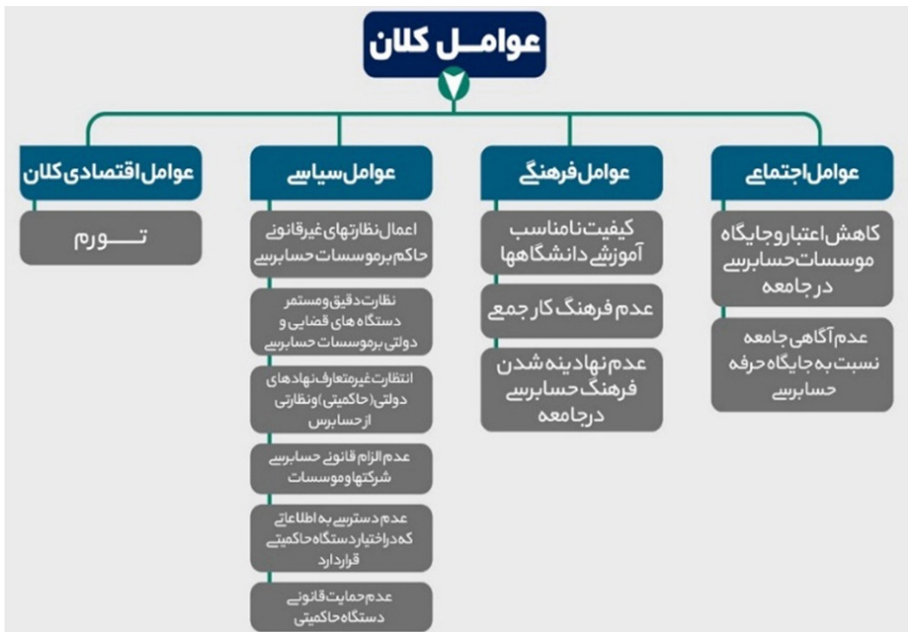 عوامل کلان
عوامل اجتماعی
کاهش اعتبار و جایگاه
موسسات حسابرسی
در جامعه
عدم آگاهی جامعه
نسبت به جایگاه حرفه
حسابرسی
عوامل فرهنگی
کیفیت نامناسب
آموزشی دانشگاهها
عدم فرهنگ کار جمعی
عدم نهادینه شدن
فرهنگ حسابرسی
در جامعه
عوامل سیاسی
اعمال نظارتهای غیرقانونی
حاکم بر موسسات حسابرسی
نظارت دقیق و مستمر
دستگاه های قضایی و
دولتی بر موسسات حسابرسی
انتظارت غیرمتعارف نهادهای
دولتی (حاکمیتی) و نظارتی
از حسابرس
عدم الزام قانونی حسابرسی
شرکتها و موسسات
عدم دسترسی به اطلاعاتی
که در اختیار دستگاه حاکمیتی
قرار دارد
عدم حمایت قانونی
دستگاه حاکمیتی
عوامل اقتصادی کلان
تورم